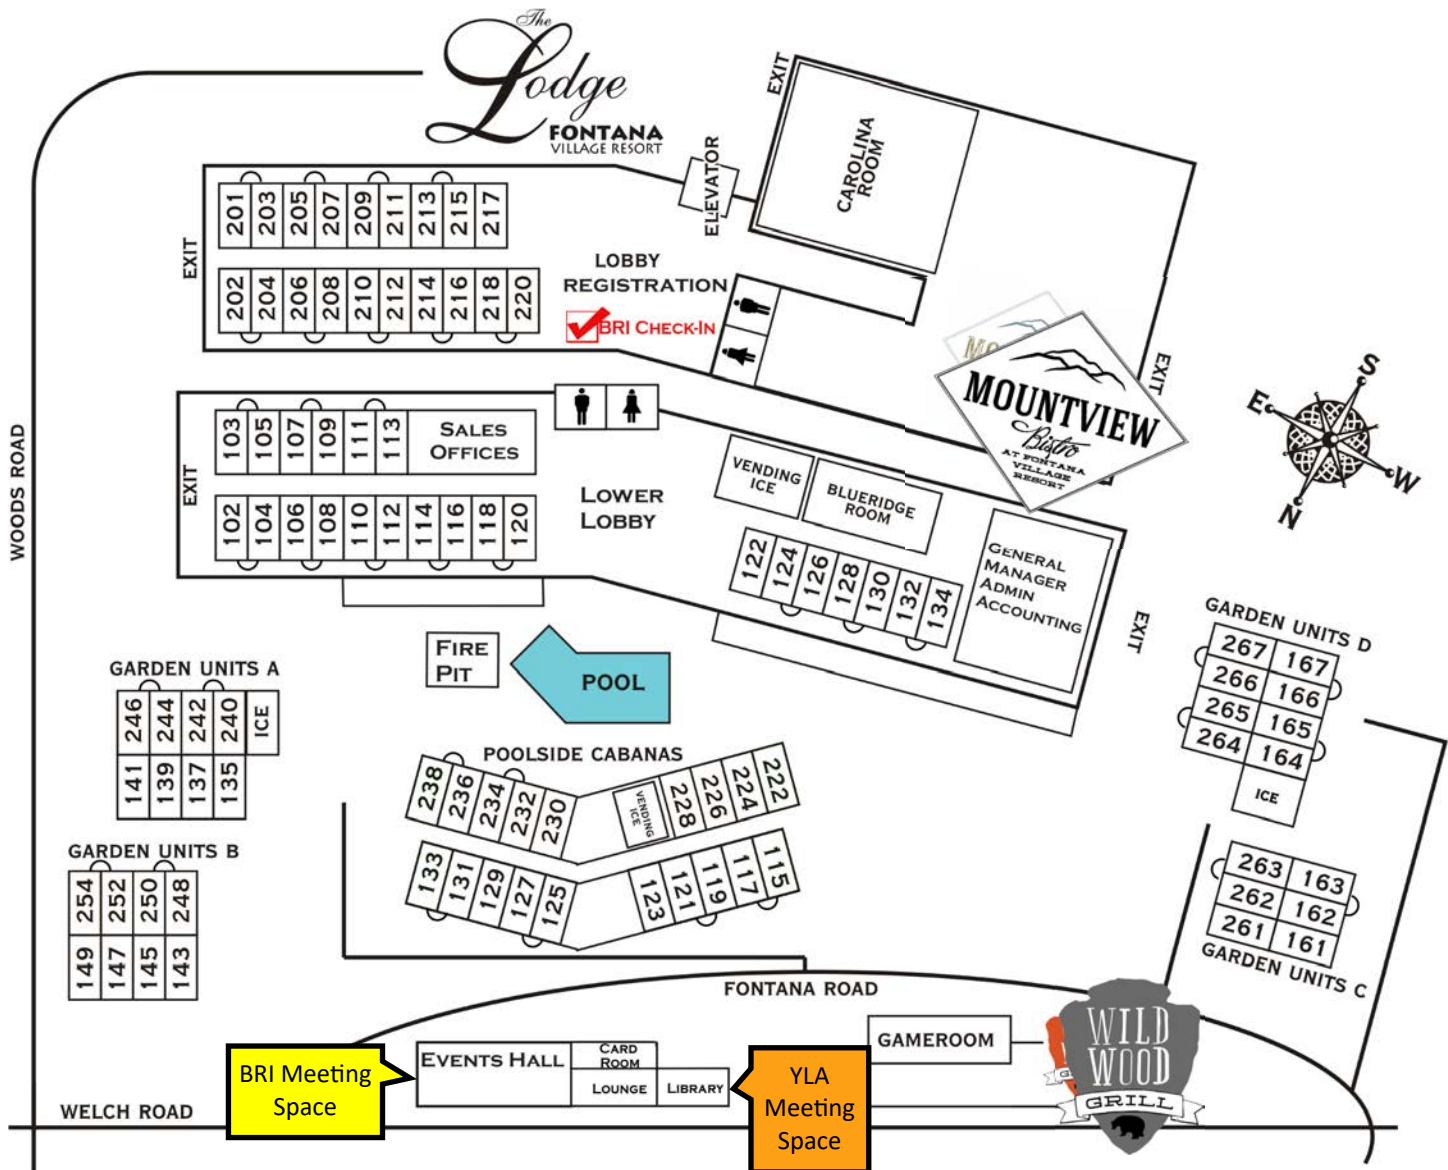 The
Lodge
FONTANA
VILLAGE RESORT
EXIT
CAROLINA
ROOM
ELEVATOR
201 203 205 207 209 211 213 215 217
EXIT
LOBBY
REGISTRATION
BRI CHECK-IN
202 204 206 208 210 212 214 216 218 220
MO
MOUNTVIEW
Bistro
AT FONTANA
VILLAGE
RESORT
EXIT
S
E
W
N
WOODS ROAD
103 105 107 109 111 113
SALES
OFFICES
EXIT
LOWER
LOBBY
102 104 106 108 110 112 114 116 118 120
VENDING
ICE
BLUERIDGE
ROOM
122 124 126 128 130 132 134
GENERAL
MANAGER
ADMIN
ACCOUNTING
EXIT
FIRE
PIT
POOL
GARDEN UNITS A
246 244 242 240 ICE
141 139 137 135
GARDEN UNITS B
254 252 250 248
149 147 145 143
POOLSIDE CABANAS
238 236 234 232 230
VENDING
ICE
228 226 224 222
133 131 129 127 125
123 121 119 117 115
GARDEN UNITS D
267 167
266 166
265 165
264 164
ICE
263 163
262 162
261 161
GARDEN UNITS C
FONTANA ROAD
GAMEROOM
WILD
WOOD
GRILL
G
EVENTS HALL
CARD
ROOM
LOUNGE
LIBRARY
BRI Meeting
Space
YLA
Meeting
Space
WELCH ROAD